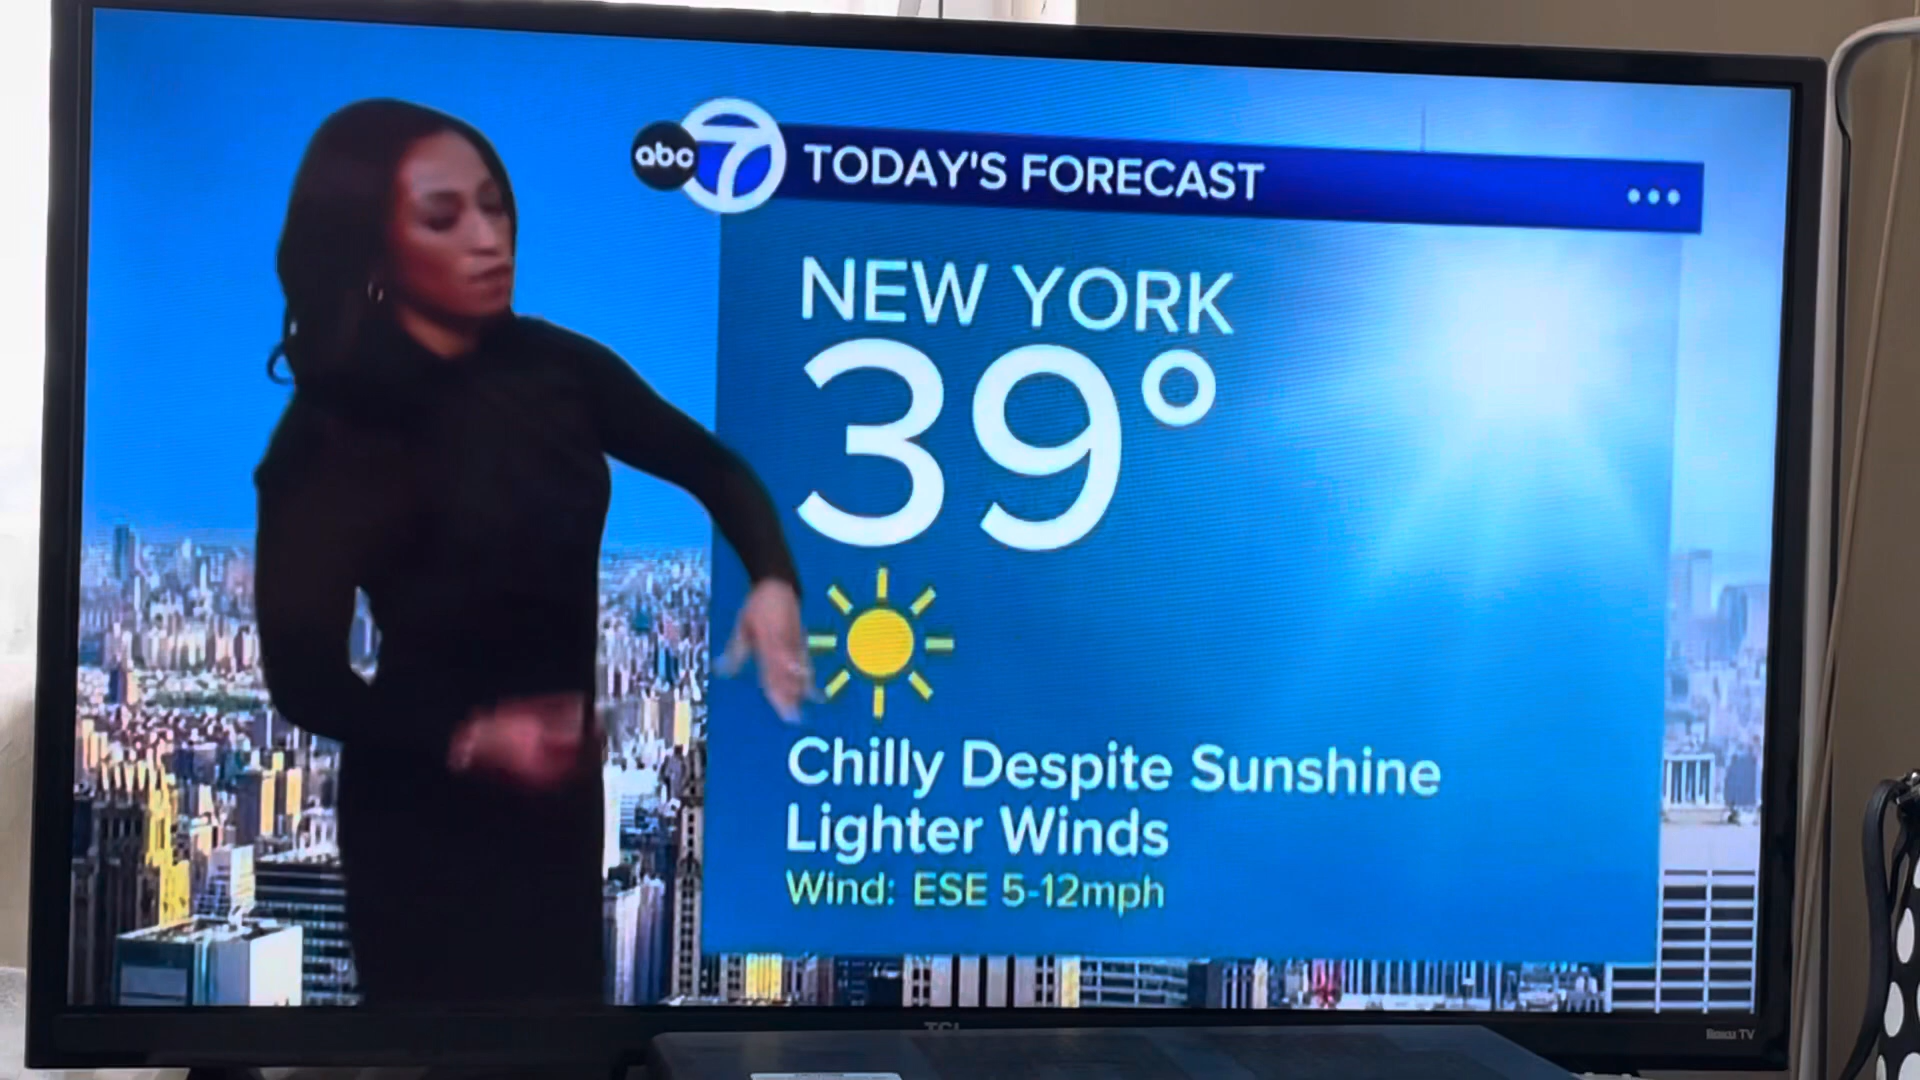 abc 7 TODAY'S FORECAST
NEW YORK
39°
Chilly Despite Sunshine
Lighter Winds
Wind: ESE 5-12mph
TCL
Roku TV